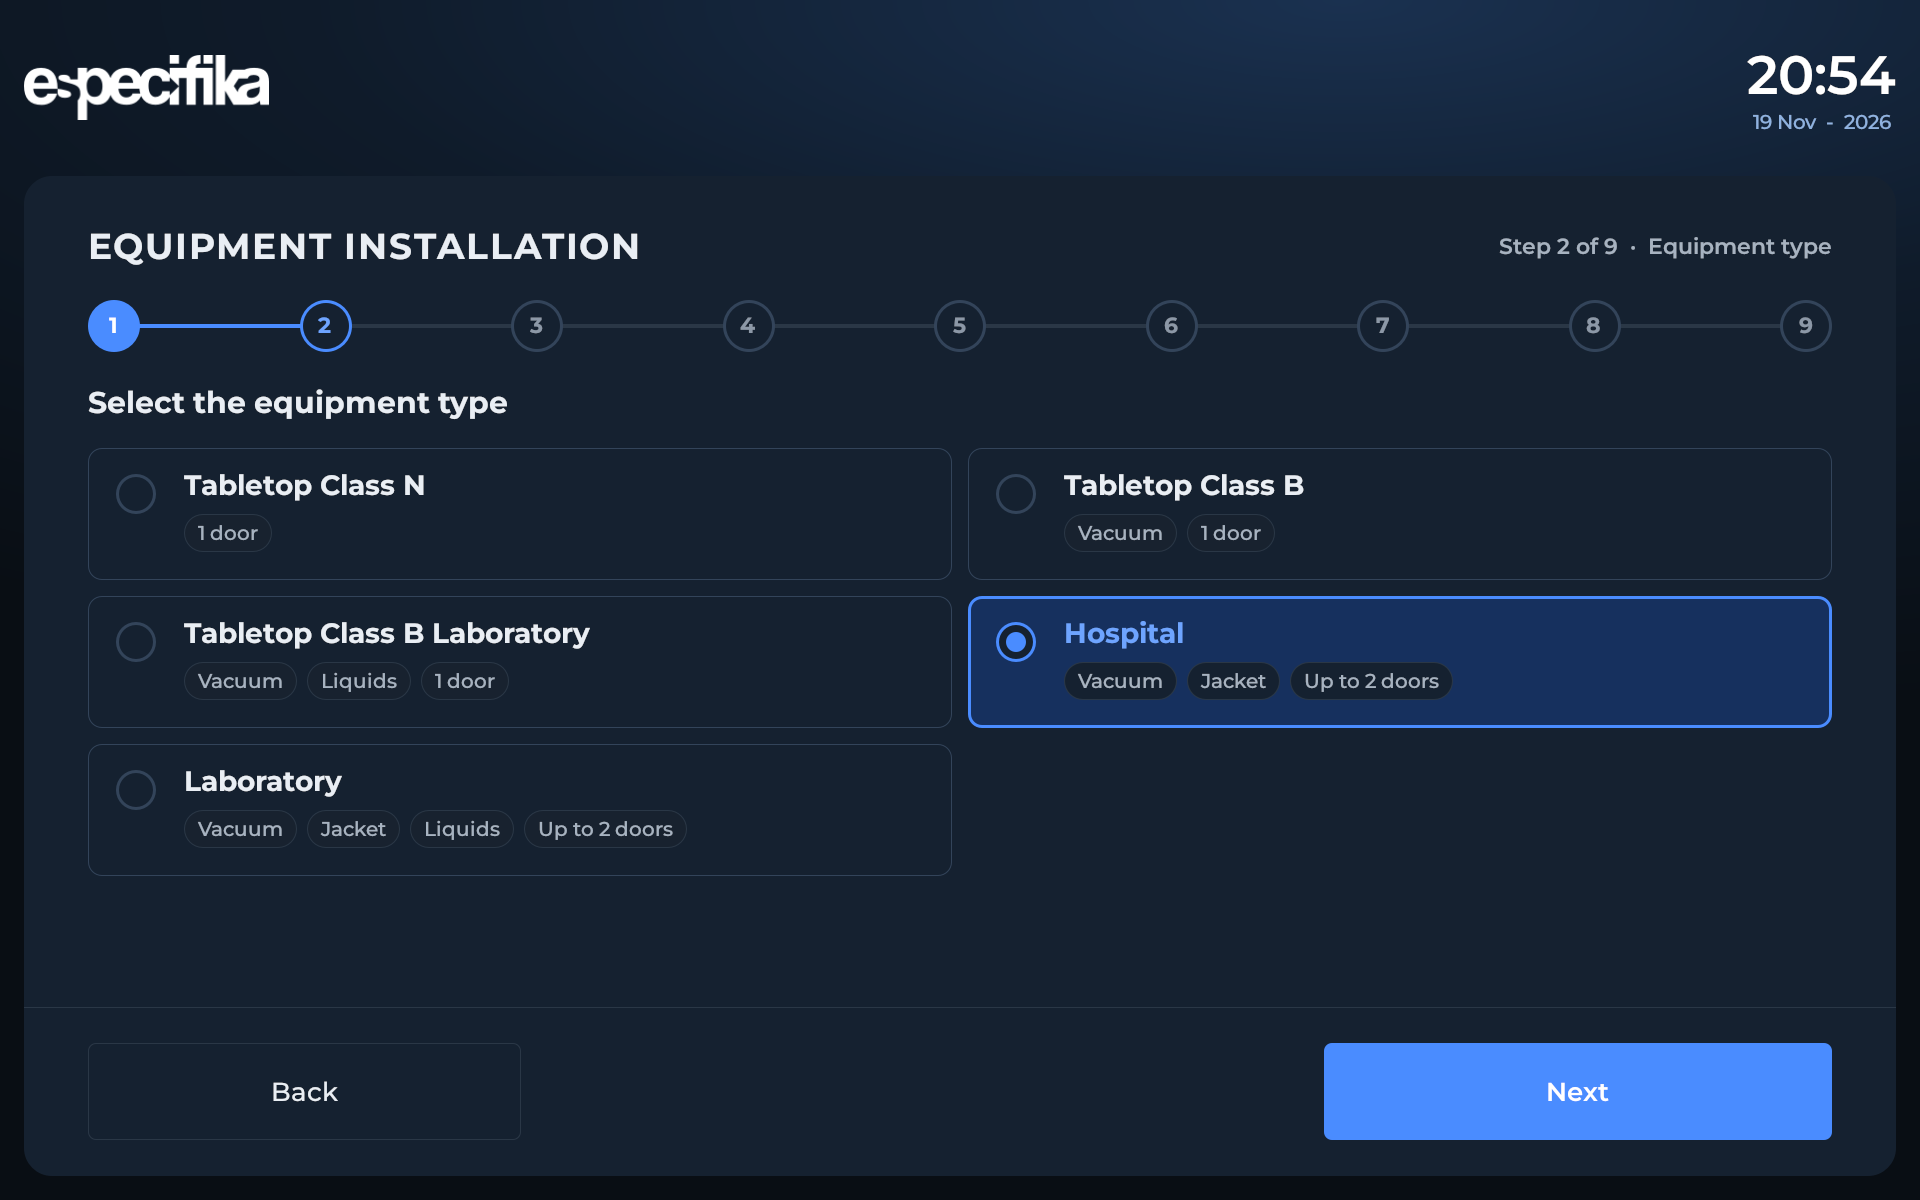 especifika
20:54
19 Nov - 2026
EQUIPMENT INSTALLATION
Step 2 of 9 · Equipment type
1 2 3 4 5 6 7 8 9
Select the equipment type
Tabletop Class N
1 door
Tabletop Class B
Vacuum 1 door
Tabletop Class B Laboratory
Vacuum Liquids 1 door
Hospital
Vacuum Jacket Up to 2 doors
Laboratory
Vacuum Jacket Liquids Up to 2 doors
Back
Next